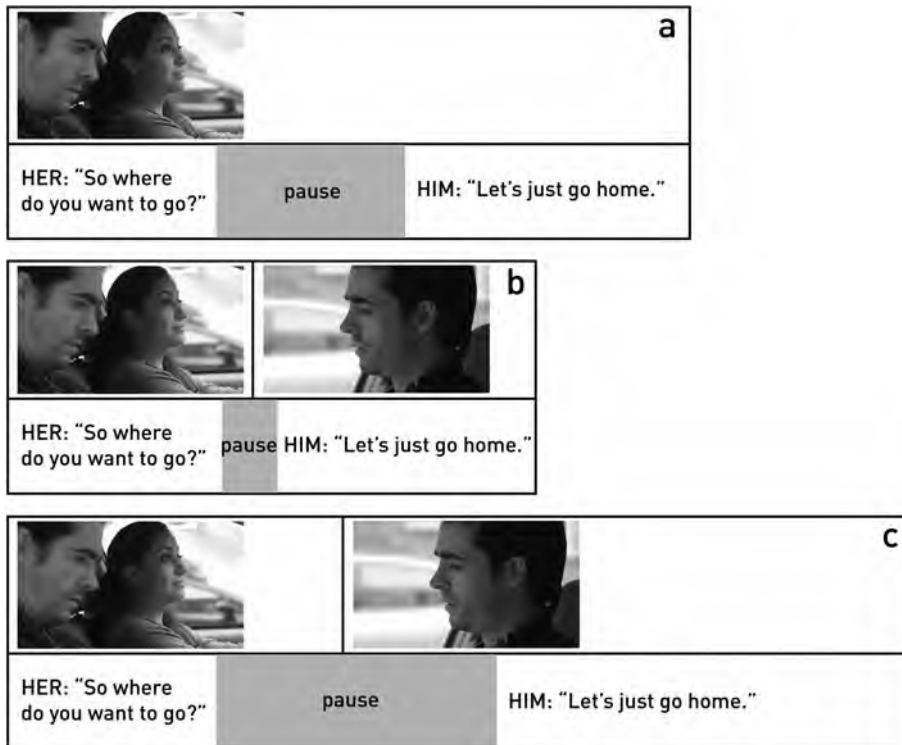 a
HER: “So where
do you want to go?”
pause
HIM: “Let’s just go home.”
b
HER: “So where
do you want to go?”
pause
HIM: “Let’s just go home.”
c
HER: “So where
do you want to go?”
pause
HIM: “Let’s just go home.”